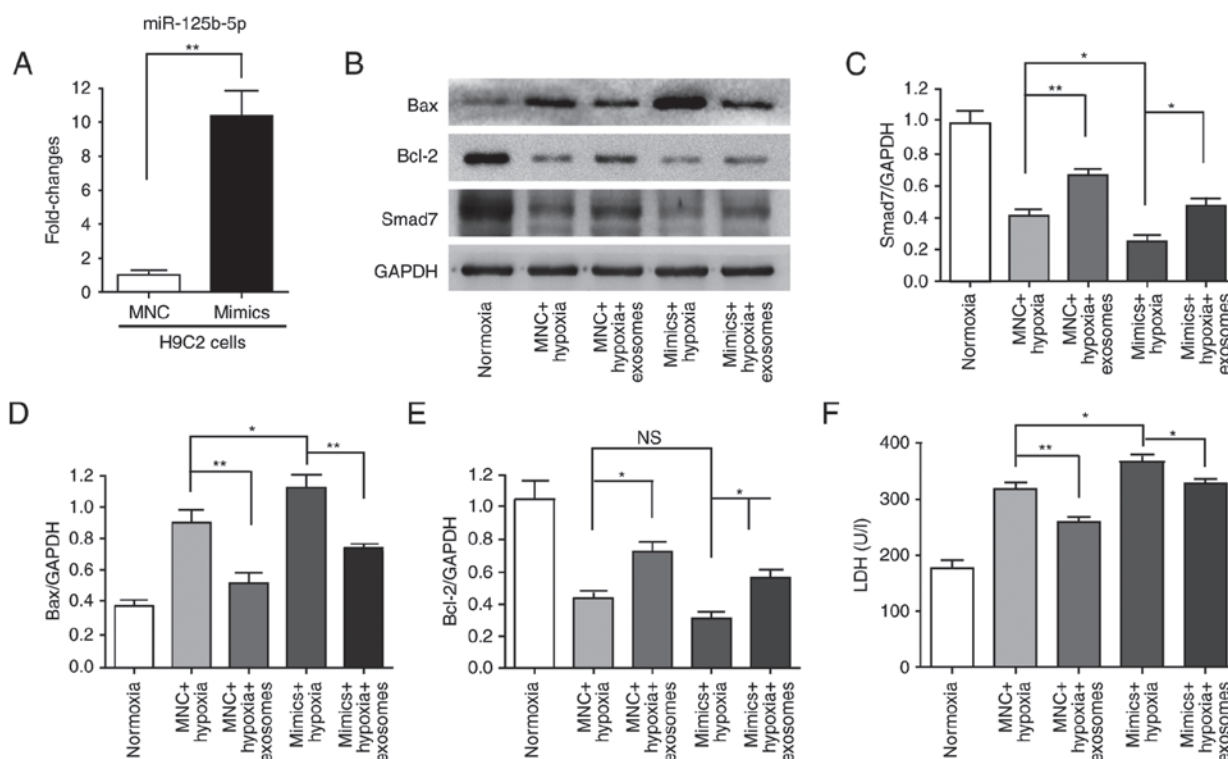 miR-125b-5p
A
**
Fold-changes
12
10
8
6
4
2
0
MNC
Mimics
H9C2 cells
B
Bax
Bcl-2
Smad7
GAPDH
Normoxia
MNC+
hypoxia
MNC+
hypoxia+
exosomes
Mimics+
hypoxia
Mimics+
hypoxia+
exosomes
C
*
**
*
Smad7/GAPDH
1.2
1.0
0.8
0.6
0.4
0.2
0.0
Normoxia
MNC+
hypoxia
MNC+
hypoxia+
exosomes
Mimics+
hypoxia
Mimics+
hypoxia+
exosomes
D
*
**
**
Bax/GAPDH
1.2
1.0
0.8
0.6
0.4
0.2
0.0
Normoxia
MNC+
hypoxia
MNC+
hypoxia+
exosomes
Mimics+
hypoxia
Mimics+
hypoxia+
exosomes
E
NS
*
*
Bcl-2/GAPDH
1.2
1.0
0.8
0.6
0.4
0.2
0.0
Normoxia
MNC+
hypoxia
MNC+
hypoxia+
exosomes
Mimics+
hypoxia
Mimics+
hypoxia+
exosomes
F
*
**
*
LDH (U/l)
400
300
200
100
0
Normoxia
MNC+
hypoxia
MNC+
hypoxia+
exosomes
Mimics+
hypoxia
Mimics+
hypoxia+
exosomes